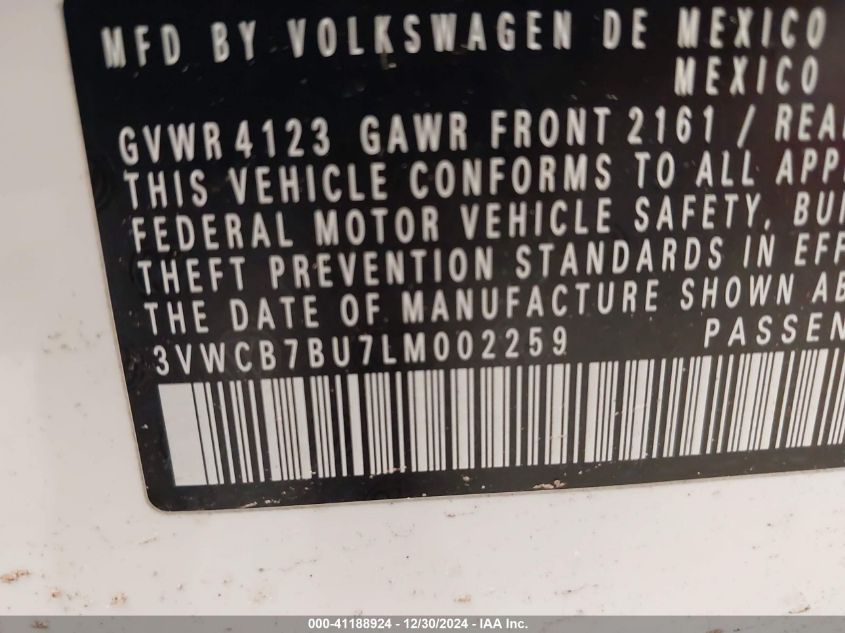 MFD BY VOLKSWAGEN DE MEXICO
MEXICO
GVWR 4123 GAWR FRONT 2161 /
THIS VEHICLE CONFORMS TO ALL
FEDERAL MOTOR VEHICLE SAFETY,
THEFT PREVENTION STANDARDS IN
THE DATE OF MANUFACTURE SHOWN
3VWCB7BU7LM002259
000-41188924 - 12/30/2024 - IAA Inc.